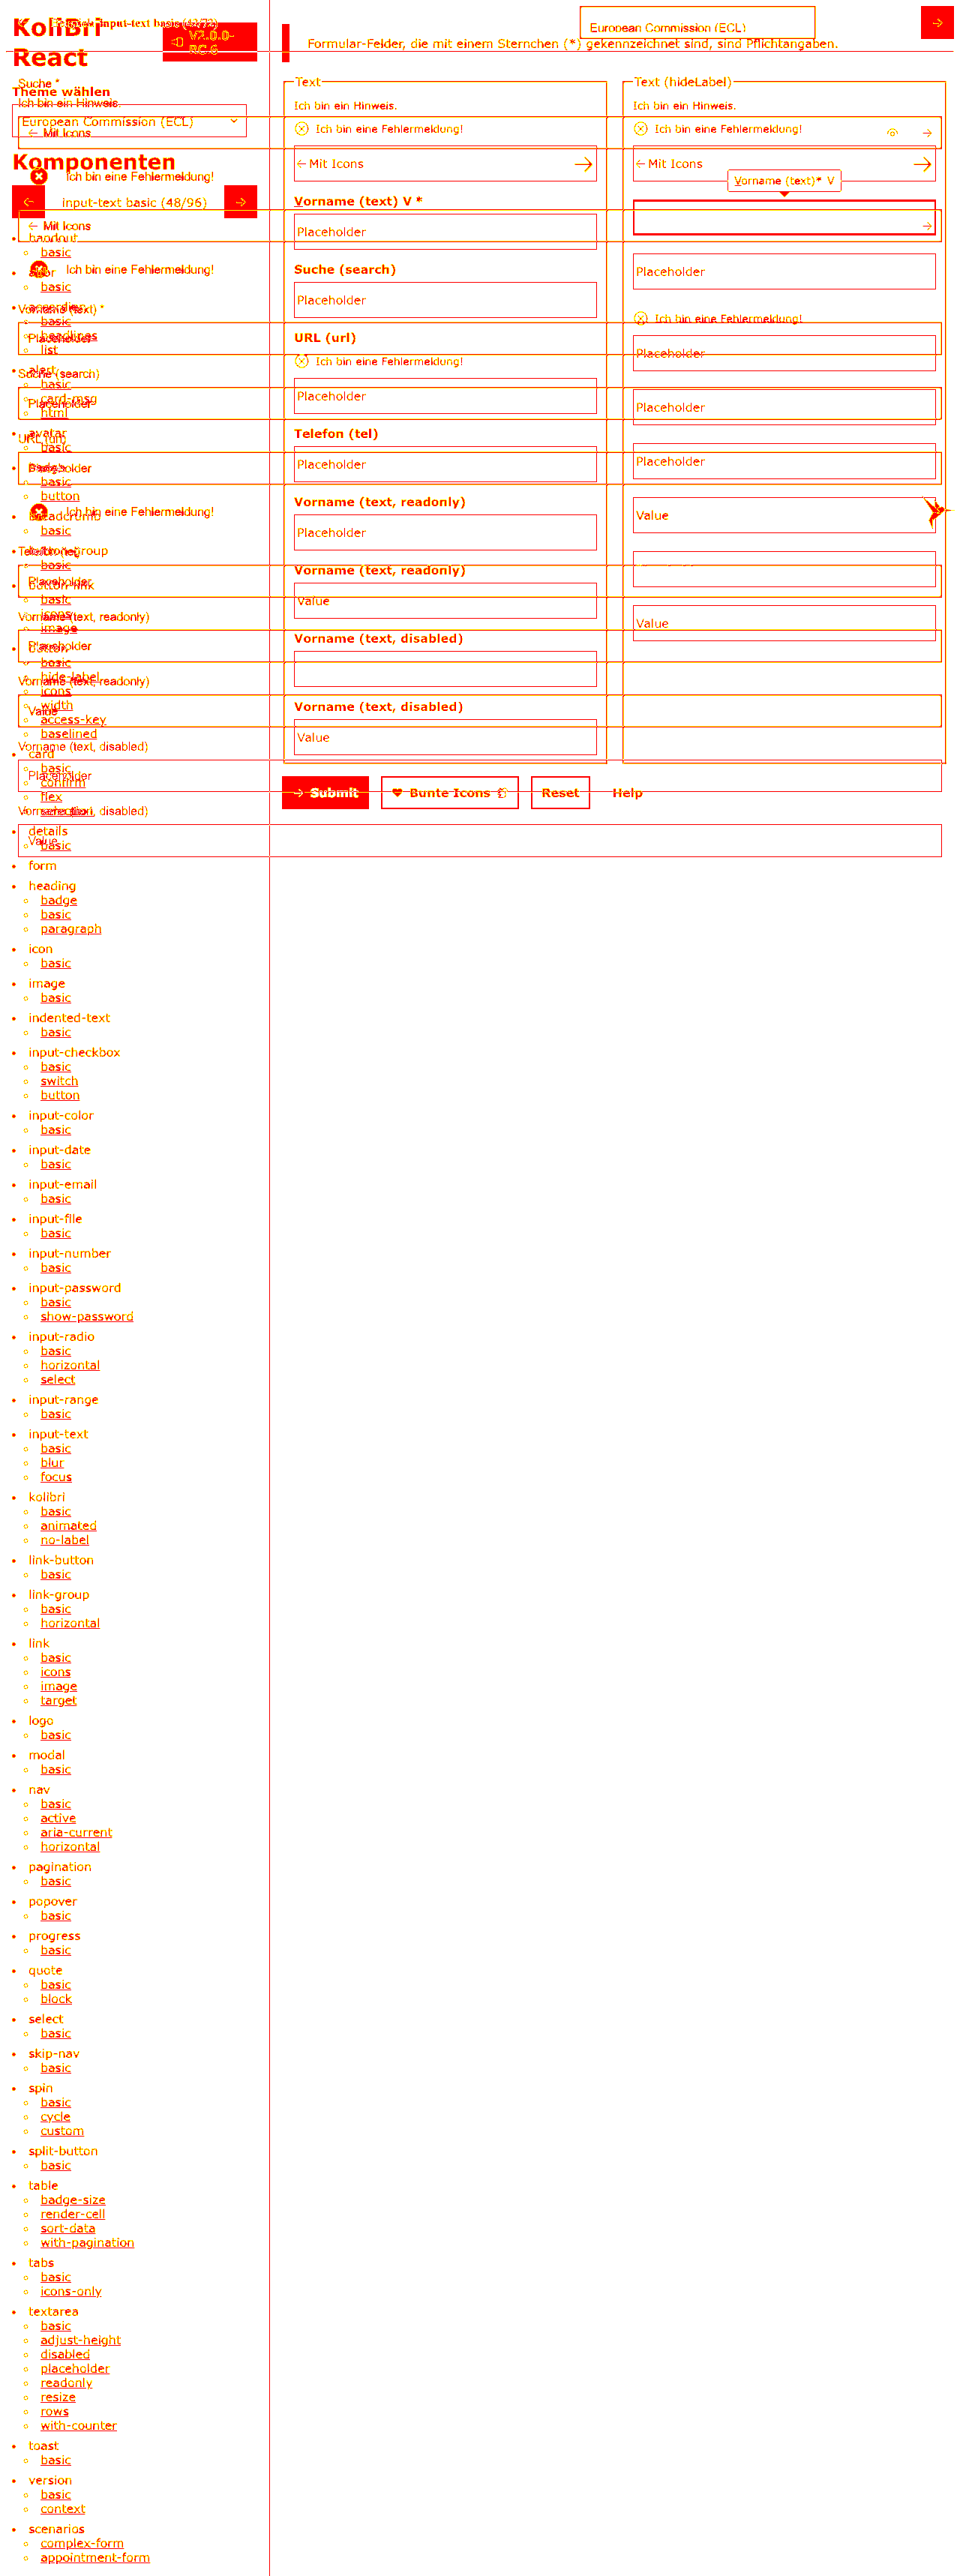 KoliBri
React
V2.0.0-
RC.6
European Commission (ECL)
Formular-Felder, die mit einem Sternchen (*) gekennzeichnet sind, sind Pflichtangaben.
Suche *
Theme wählen
Ich bin ein Hinweis.
European Commission (ECL)
← Mit Icons
Komponenten
Ich bin eine Fehlermeldung!
input-text basic (48/96)
← Mit Icons
Ich bin eine Fehlermeldung!
Vorname (text) *
Placeholder
Suche (search)
Placeholder
URL (url)
Placeholder
Ich bin eine Fehlermeldung!
Telefon (tel)
Placeholder
Vorname (text, readonly)
Placeholder
Vorname (text, readonly)
Value
Vorname (text, disabled)
Placeholder
Vorname (text, disabled)
Value
handout
basic
basic
accordion
basic
headlines
list
alert
basic
card-msg
html
avatar
basic
basic
button
breadcrumb
basic
basic
button-link
basic
icons
image
button
basic
hide-label
icons
width
access-key
baselined
card
basic
confirm
flex
selection
details
basic
form
heading
badge
basic
paragraph
icon
basic
image
basic
indented-text
basic
input-checkbox
basic
switch
button
input-color
basic
input-date
basic
input-email
basic
input-file
basic
input-number
basic
input-password
basic
show-password
input-radio
basic
horizontal
select
input-range
basic
input-text
basic
blur
focus
kolibri
basic
animated
no-label
link-button
basic
link-group
basic
horizontal
link
basic
icons
image
target
logo
basic
modal
basic
nav
basic
active
aria-current
horizontal
pagination
basic
popover
basic
progress
basic
quote
basic
block
select
basic
skip-nav
basic
spin
basic
cycle
custom
split-button
basic
table
badge-size
render-cell
sort-data
with-pagination
tabs
basic
icons-only
textarea
basic
adjust-height
disabled
placeholder
readonly
resize
rows
with-counter
toast
basic
version
basic
context
scenarios
complex-form
appointment-form
Text
Ich bin ein Hinweis.
Ich bin eine Fehlermeldung!
← Mit Icons →
Vorname (text) V *
Placeholder
Suche (search)
Placeholder
URL (url)
Ich bin eine Fehlermeldung!
Placeholder
Telefon (tel)
Placeholder
Vorname (text, readonly)
Placeholder
Vorname (text, readonly)
Value
Vorname (text, disabled)
Vorname (text, disabled)
Value
Text (hideLabel)
Ich bin ein Hinweis.
Ich bin eine Fehlermeldung!
← Mit Icons →
Vorname (text)* V
Placeholder
Ich bin eine Fehlermeldung!
Placeholder
Placeholder
Placeholder
Value
Value
→ Submit
Bunte Icons
Reset
Help